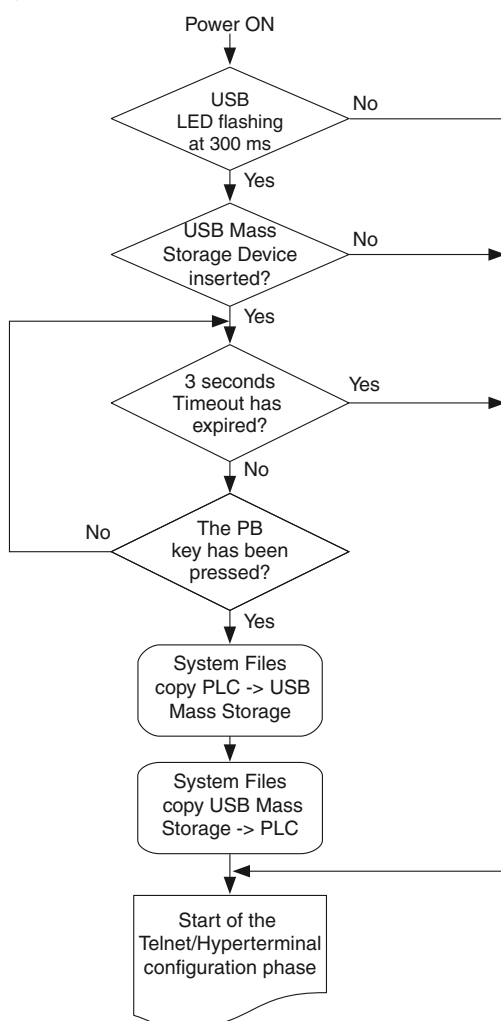 Power ON
USB
LED flashing
at 300 ms
No
Yes
USB Mass
Storage Device
inserted?
No
Yes
3 seconds
Timeout has
expired?
Yes
No
The PB
key has been
pressed?
No
Yes
System Files
copy PLC -> USB
Mass Storage
System Files
copy USB Mass
Storage -> PLC
Start of the
Telnet/Hyperterminal
configuration phase